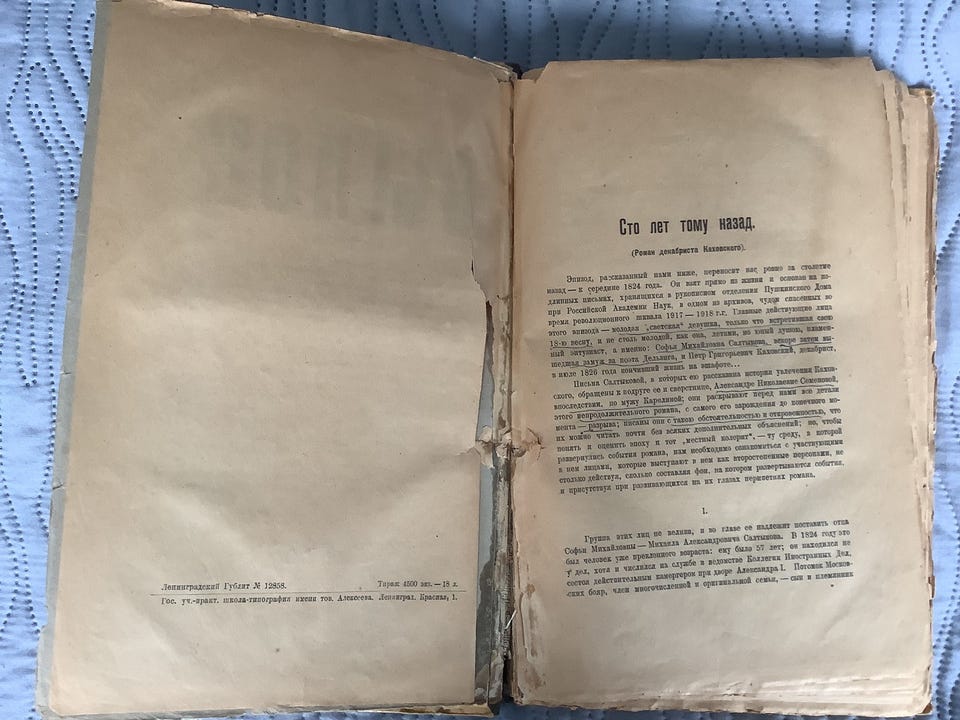 Ленинградский Гублит № 12858. Тираж 4500 экз. — 18 л.
Гос. уч.-практ. школа-типография имени тов. Алексеева. Ленинград, Красная, 1.
Сто лет тому назад.
(Роман декабриста Каховского).
Эпизод, рассказанный нами ниже, переносит нас ровно за столетие
назад — к середине 1824 года. Он взят прямо из жизни и основан на по-
длинных письмах, хранящихся в рукописном отделении Пушкинского Дома
при Российской Академии Наук, в одном из архивов, чудом спасенных во
время революционного шквала 1917 — 1918 г.г. Главные действующие лица
этого эпизода — молодая „светская" девушка, только что встретившая свою
18-ю весну, и не столь молодой, как она, летами, но юный душою, пламен-
ный энтузиаст, а именно: Софья Михайловна Салтыкова, вскоре затем вы-
шедшая замуж за поэта Дельвига, и Петр Григорьевич Каховский, декабрист,
в июле 1826 года кончивший жизнь на эшафоте...
Письма Салтыковой, в которых ею рассказана история увлечения Кахов-
ского, обращены к подруге ее и сверстнице, Александре Николаевне Семеновой,
впоследствии, по мужу Карелиной; они раскрывают перед нами все детали
этого непродолжительного романа, с самого его зарождения до конечного мо-
мента — разрыва; писаны они с такою обстоятельностью и откровенностью, что
их можно читать почти без всяких дополнительных объяснений; но, чтобы
понять и оценить эпоху и тот „местный колорит", — ту среду, в которой
развернулись события романа, нам необходимо ознакомиться с участвующими
в нем лицами, которые выступают в нем как второстепенные персонажи, не
столько действуя, сколько составляя фон, на котором развертываются события,
и присутствуя при развивающихся на их глазах перипетиях романа.
1.
Группа этих лиц не велика, и во главе ее надлежит поставить отца
Софьи Михайловны — Михаила Александровича Салтыкова. В 1824 году это
был человек уже преклонного возраста: ему было 57 лет; он находился не
у дел, хотя и числился на службе в ведомстве Коллегии Иностранных Дел,
состоя действительным камергером при дворе Александра I. Потомок Москов-
ских бояр, член многочисленной и оригинальной семьи, — сын и племянник